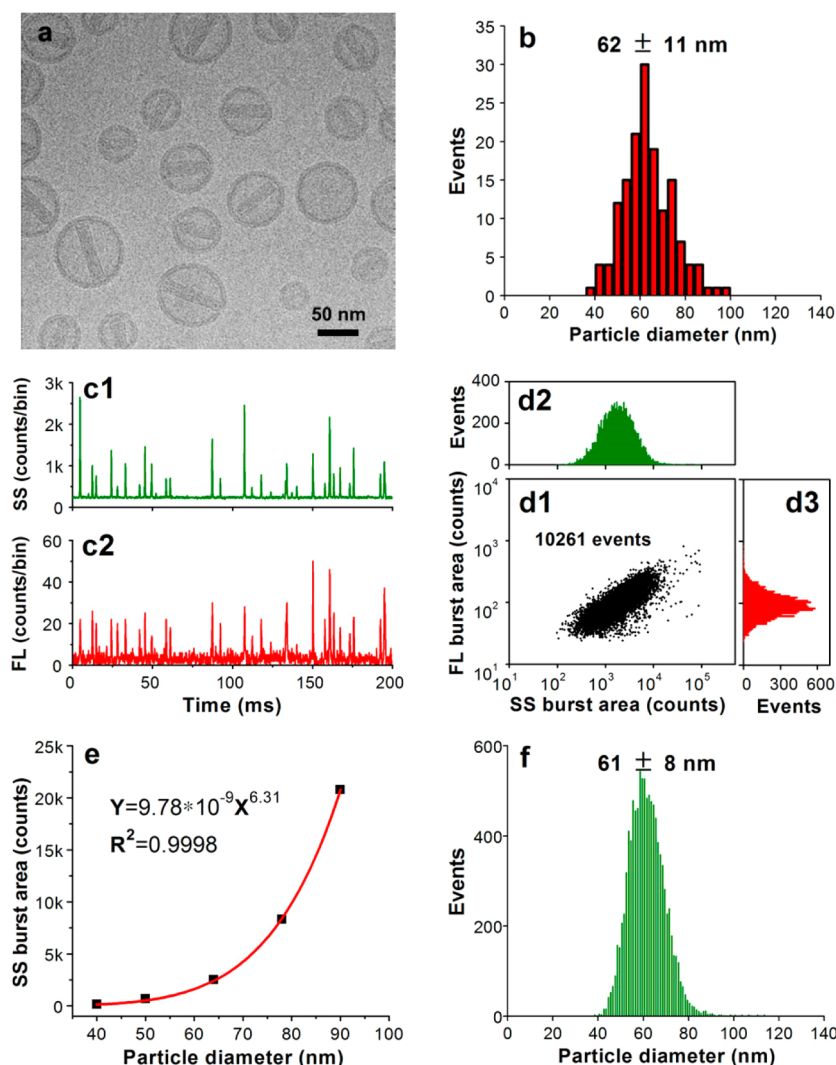 a
50 nm
b
62 ± 11 nm
35
30
25
20
15
10
5
0
Events
0 20 40 60 80 100 120 140
Particle diameter (nm)
c1
3k
2k
1k
0
SS (counts/bin)
c2
60
40
20
0
FL (counts/bin)
0 50 100 150 200
Time (ms)
d2
400
200
0
Events
d1
10261 events
10⁴
10³
10²
10¹
FL burst area (counts)
10¹ 10² 10³ 10⁴ 10⁵
SS burst area (counts)
d3
0 300 600
Events
e
Y=9.78*10⁻⁹X⁶·³¹
R²=0.9998
25k
20k
15k
10k
5k
0
SS burst area (counts)
40 50 60 70 80 90 100
Particle diameter (nm)
f
61 ± 8 nm
600
400
200
0
Events
0 20 40 60 80 100 120 140
Particle diameter (nm)